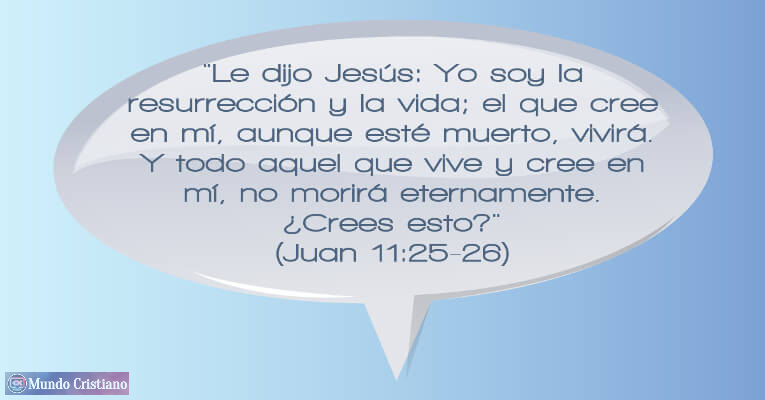 "Le dijo Jesús: Yo soy la
resurrección y la vida; el que cree
en mí, aunque esté muerto, vivirá.
Y todo aquel que vive y cree en
mí, no morirá eternamente.
¿Crees esto?"
(Juan 11:25-26)
Mundo Cristiano